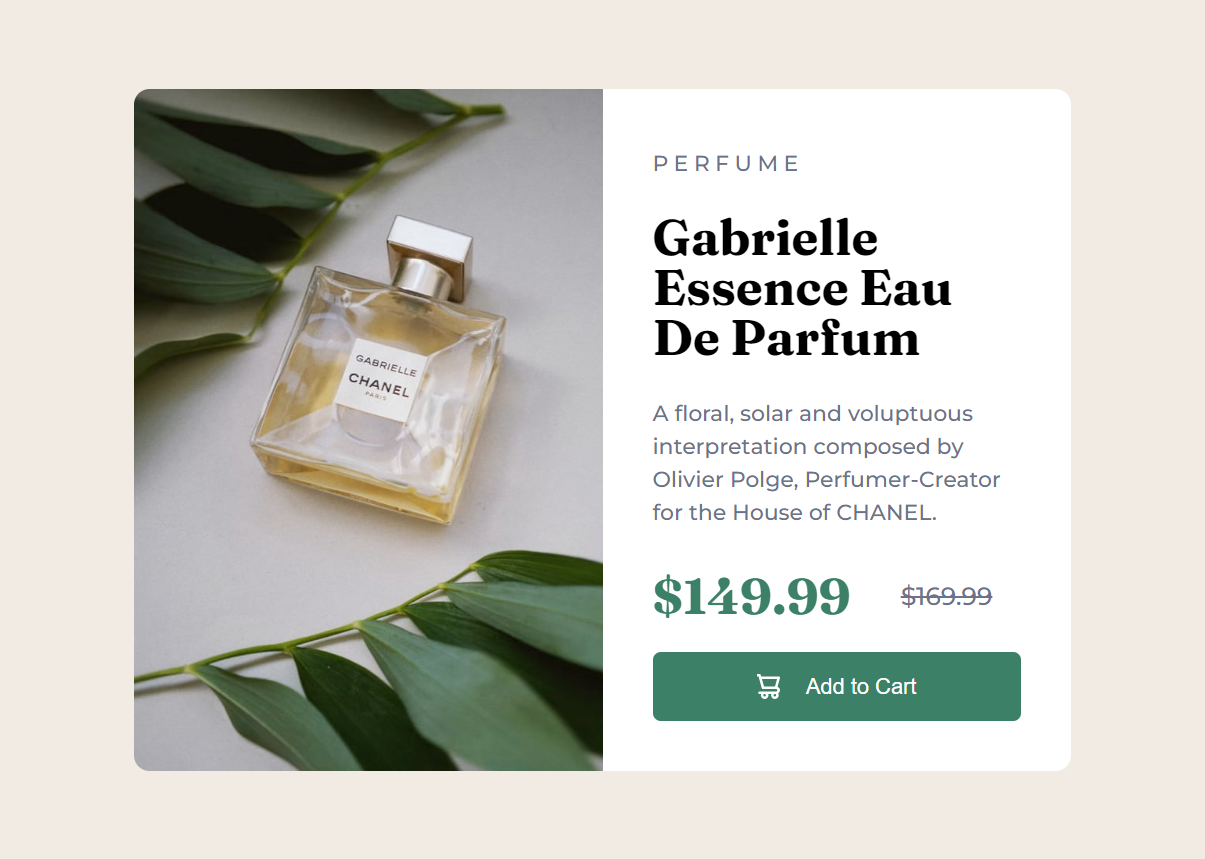 GABRIELLE
CHANEL
PARIS
PERFUME
Gabrielle
Essence Eau
De Parfum
A floral, solar and voluptuous
interpretation composed by
Olivier Polge, Perfumer-Creator
for the House of CHANEL.
$149.99 $169.99
Add to Cart